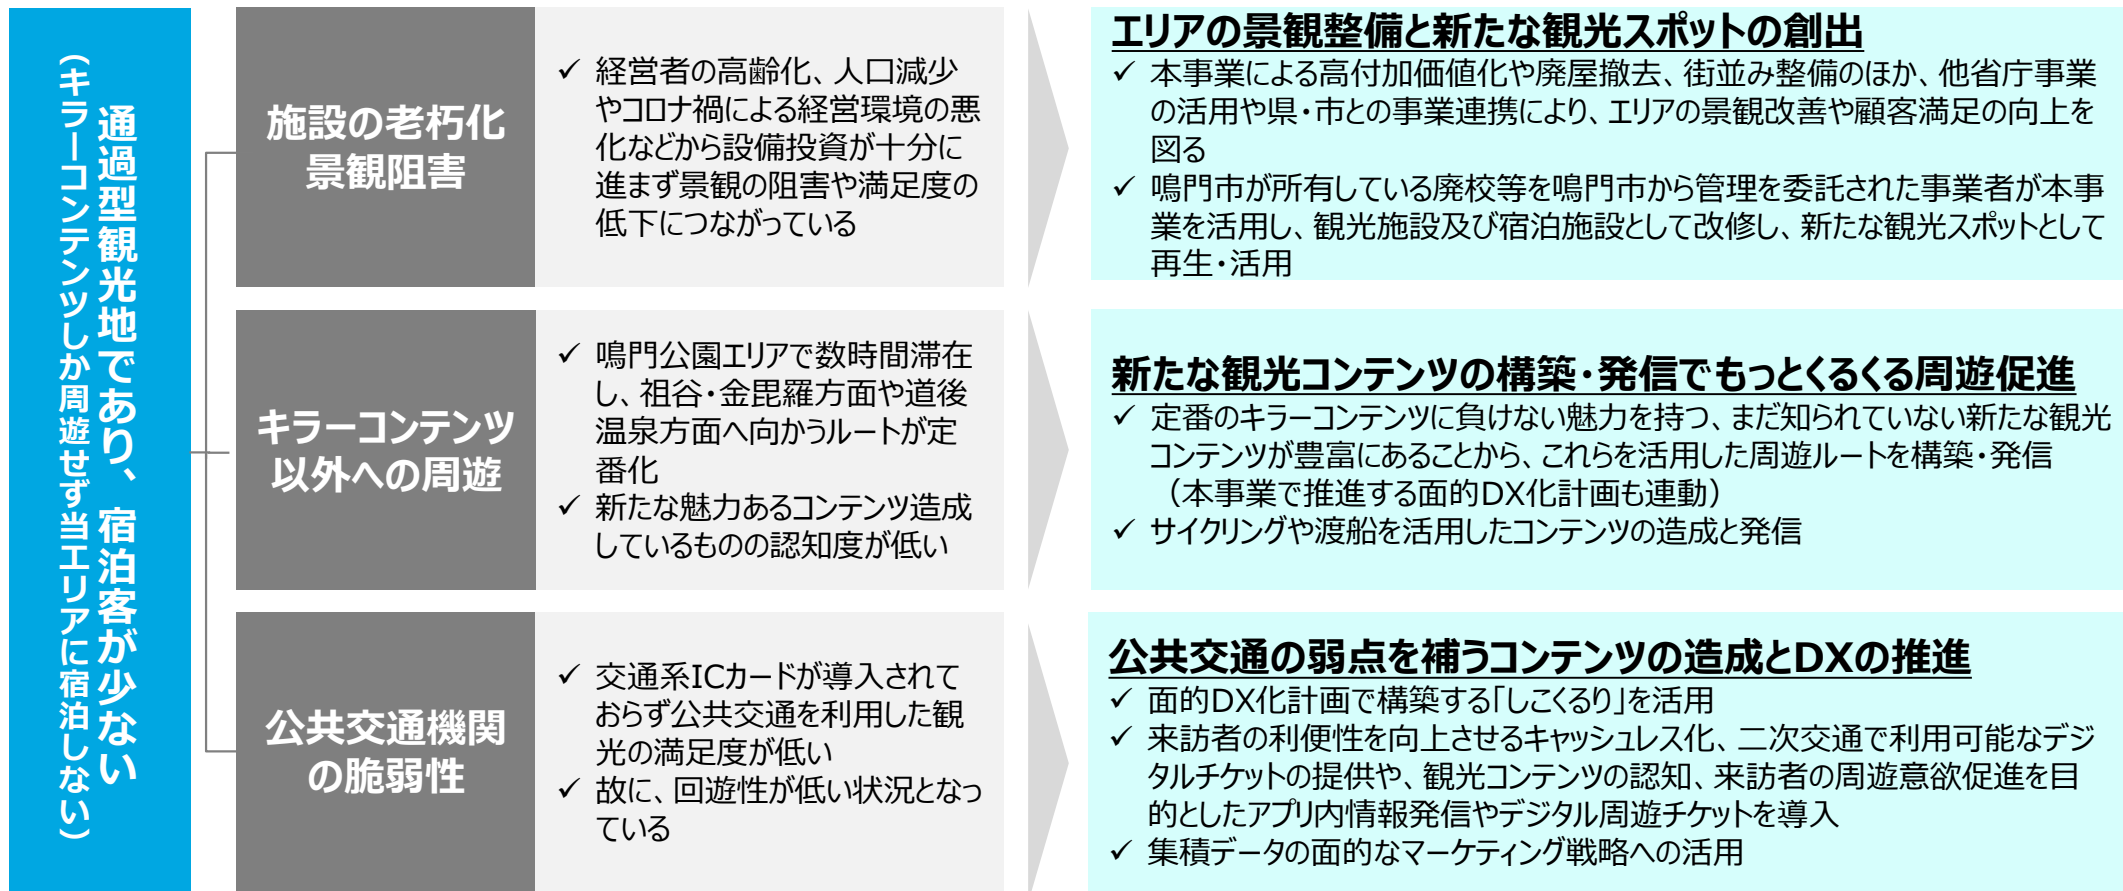 通過型観光地であり、宿泊客が少ない
（キラーコンテンツしか周遊せず当エリアに宿泊しない）
施設の老朽化
景観阻害
✓ 経営者の高齢化、人口減少
やコロナ禍による経営環境の悪
化などから設備投資が十分に
進まず景観の阻害や満足度の
低下につながっている
エリアの景観整備と新たな観光スポットの創出
✓ 本事業による高付加価値化や廃屋撤去、街並み整備のほか、他省庁事業
の活用や県・市との事業連携により、エリアの景観改善や顧客満足の向上を
図る
✓ 鳴門市が所有している廃校等を鳴門市から管理を委託された事業者が本事
業を活用し、観光施設及び宿泊施設として改修し、新たな観光スポットとして
再生・活用
キラーコンテンツ
以外への周遊
✓ 鳴門公園エリアで数時間滞在
し、祖谷・金毘羅方面や道後
温泉方面へ向かうルートが定
番化
✓ 新たな魅力あるコンテンツ造成
しているものの認知度が低い
新たな観光コンテンツの構築・発信でもっとくるくる周遊促進
✓ 定番のキラーコンテンツに負けない魅力を持つ、まだ知られていない新たな観光
コンテンツが豊富にあることから、これらを活用した周遊ルートを構築・発信
（本事業で推進する面的DX化計画も連動）
✓ サイクリングや渡船を活用したコンテンツの造成と発信
公共交通機関
の脆弱性
✓ 交通系ICカードが導入されて
おらず公共交通を利用した観
光の満足度が低い
✓ 故に、回遊性が低い状況となっ
ている
公共交通の弱点を補うコンテンツの造成とDXの推進
✓ 面的DX化計画で構築する「しこくるり」を活用
✓ 来訪者の利便性を向上させるキャッシュレス化、二次交通で利用可能なデジ
タルチケットの提供や、観光コンテンツの認知、来訪者の周遊意欲促進を目
的としたアプリ内情報発信やデジタル周遊チケットを導入
✓ 集積データの面的なマーケティング戦略への活用